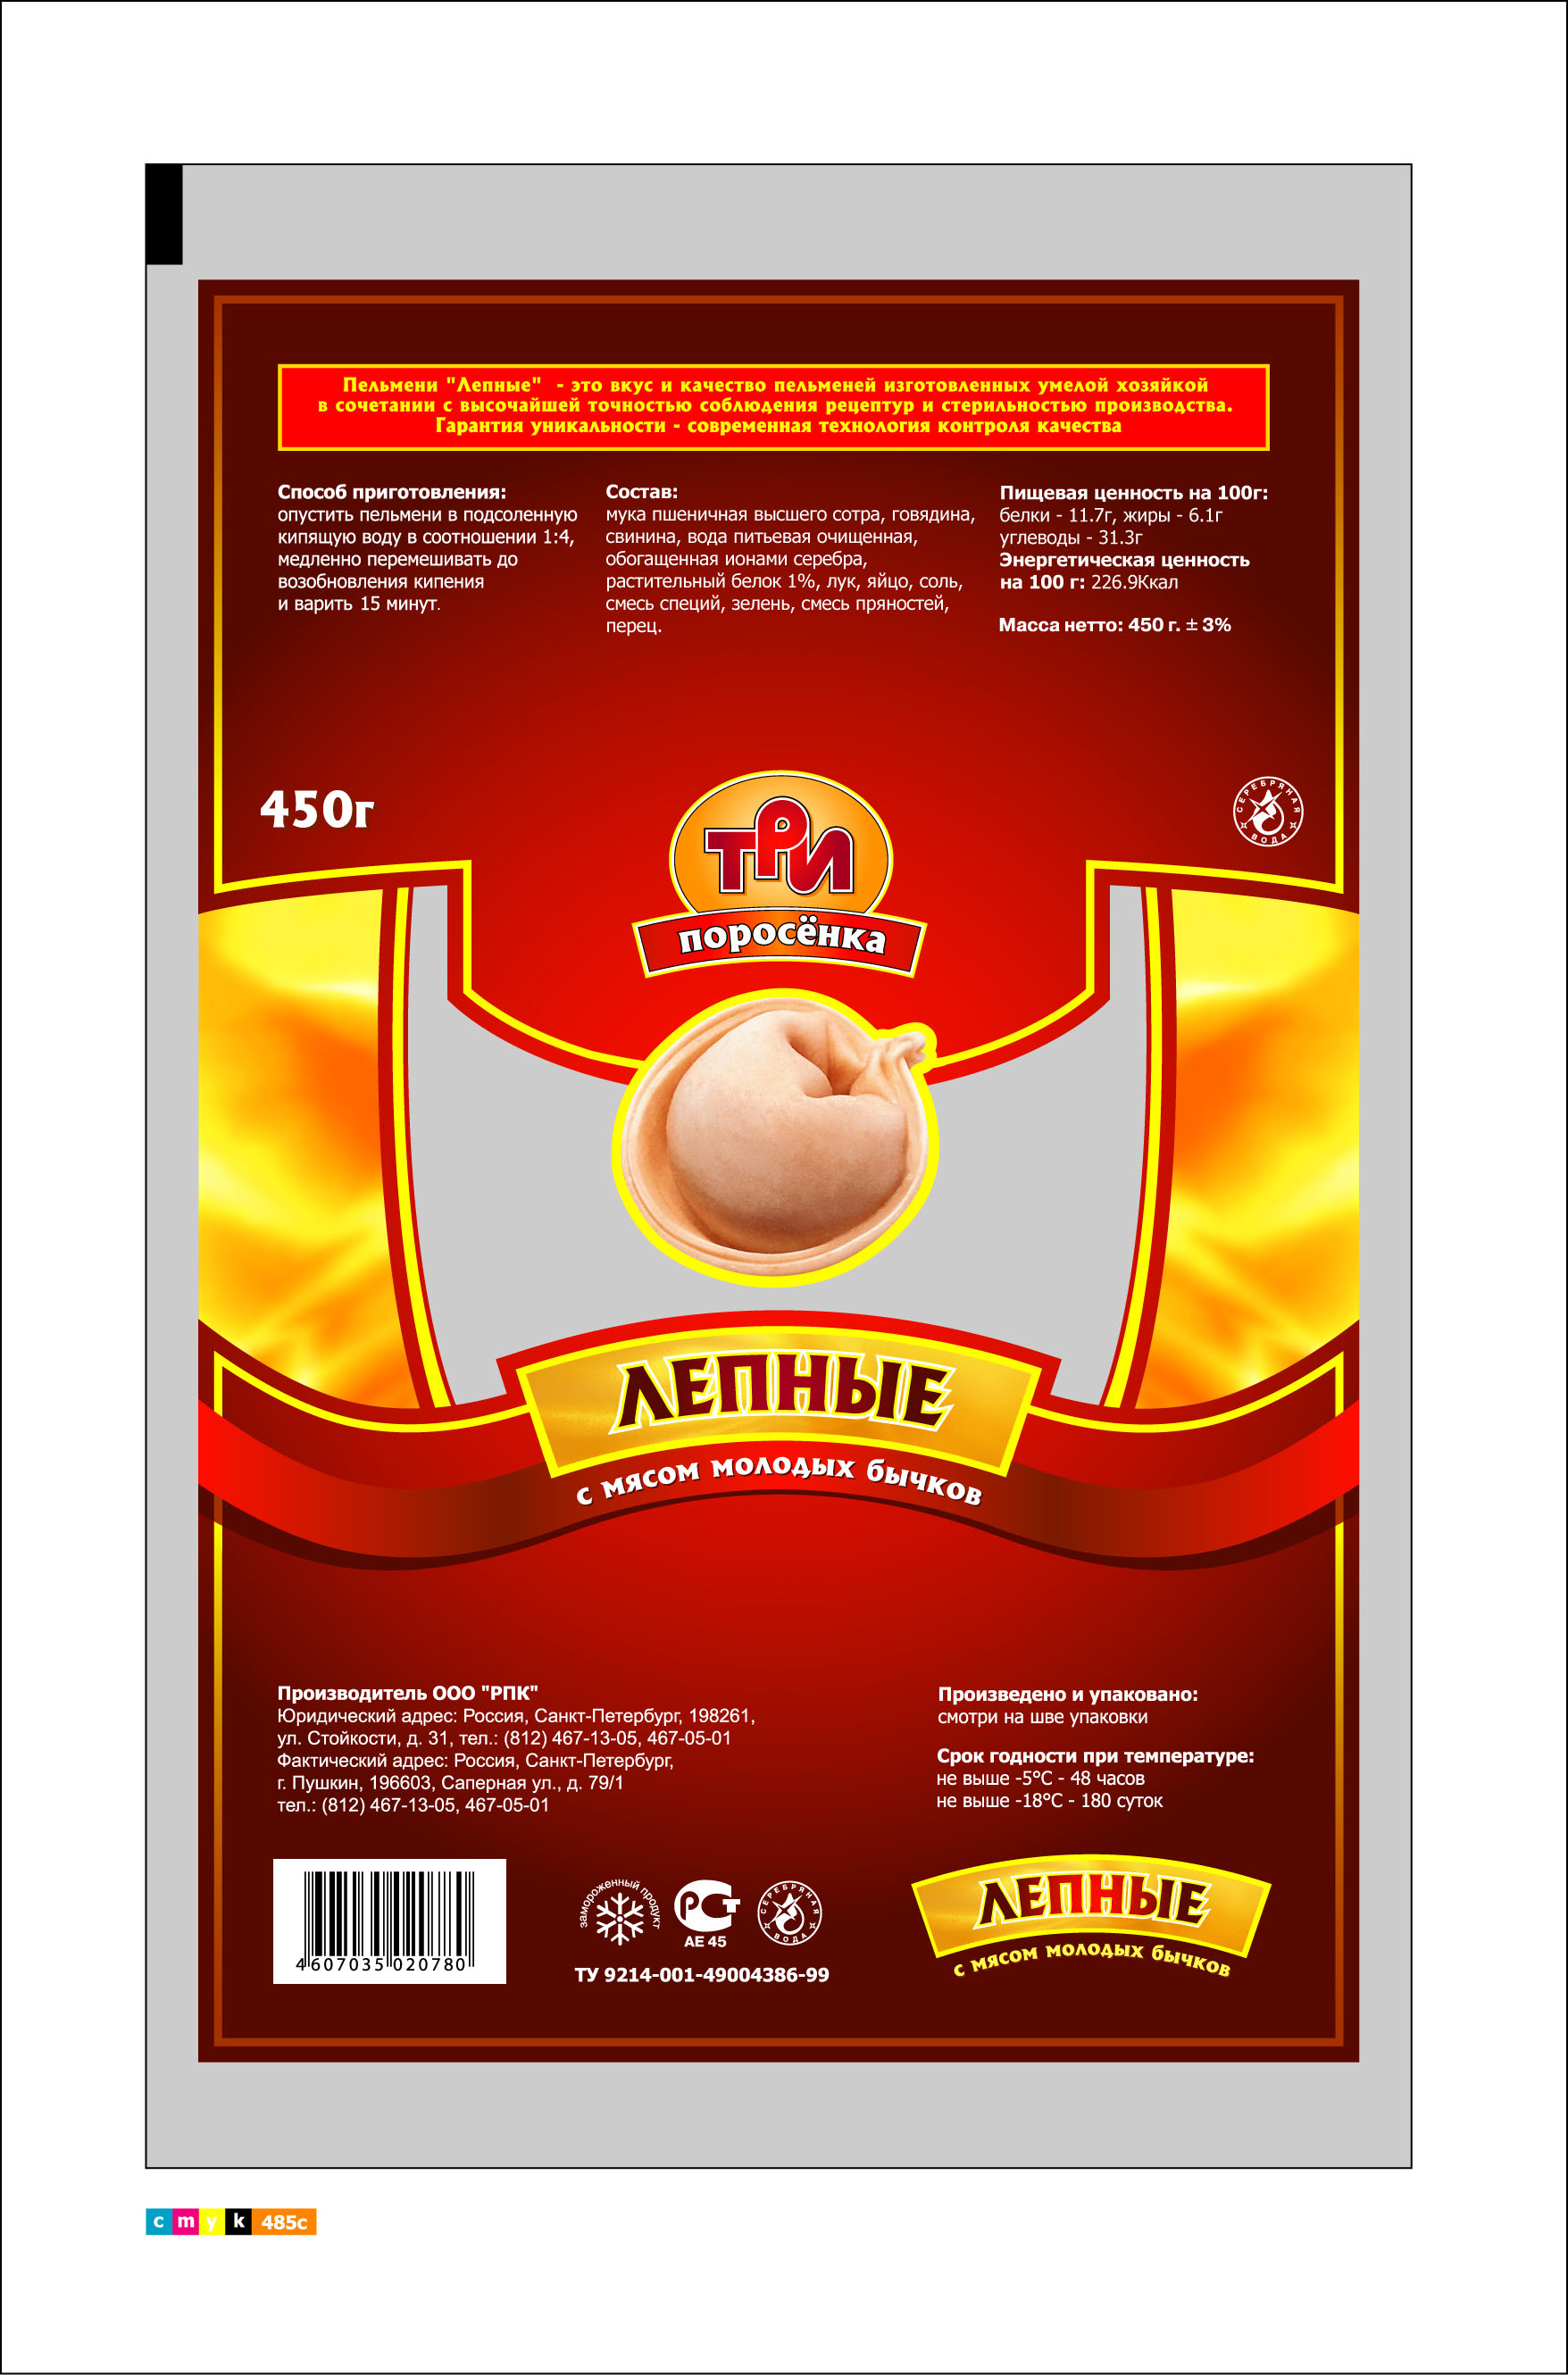 Пельмени "Лепные" - это вкус и качество пельменей изготовленных умелой хозяйкой
в сочетании с высочайшей точностью соблюдения рецептур и стерильностью производства.
Гарантия уникальности - современная технология контроля качества
Способ приготовления:
опустить пельмени в подсоленную
кипящую воду в соотношении 1:4,
медленно перемешивать до
возобновления кипения
и варить 15 минут.
Состав:
мука пшеничная высшего сотра, говядина,
свинина, вода питьевая очищенная,
обогащенная ионами серебра,
растительный белок 1%, лук, яйцо, соль,
смесь специй, зелень, смесь пряностей,
перец.
Пищевая ценность на 100г:
белки - 11.7г, жиры - 6.1г
углеводы - 31.3г
Энергетическая ценность
на 100 г: 226.9Ккал
Масса нетто: 450 г. ± 3%
450г
ТРИ
поросёнка
СЕРЕБРЯНАЯ
ВОДА
ЛЕПНЫЕ
с мясом молодых бычков
Производитель ООО "РПК"
Юридический адрес: Россия, Санкт-Петербург, 198261,
ул. Стойкости, д. 31, тел.: (812) 467-13-05, 467-05-01
Фактический адрес: Россия, Санкт-Петербург,
г. Пушкин, 196603, Саперная ул., д. 79/1
тел.: (812) 467-13-05, 467-05-01
Произведено и упаковано:
смотри на шве упаковки
Срок годности при температуре:
не выше -5°С - 48 часов
не выше -18°С - 180 суток
4 607035 020780
замороженный продукт
РСТ
АЕ 45
СЕРЕБРЯНАЯ
ВОДА
ТУ 9214-001-49004386-99
ЛЕПНЫЕ
с мясом молодых бычков
c m y k 485c